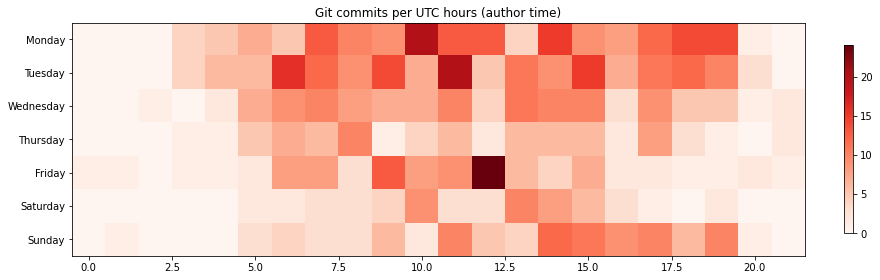 Git commits per UTC hours (author time)
Monday
Tuesday
Wednesday
Thursday
Friday
Saturday
Sunday
0.0 2.5 5.0 7.5 10.0 12.5 15.0 17.5 20.0
20
15
10
5
0